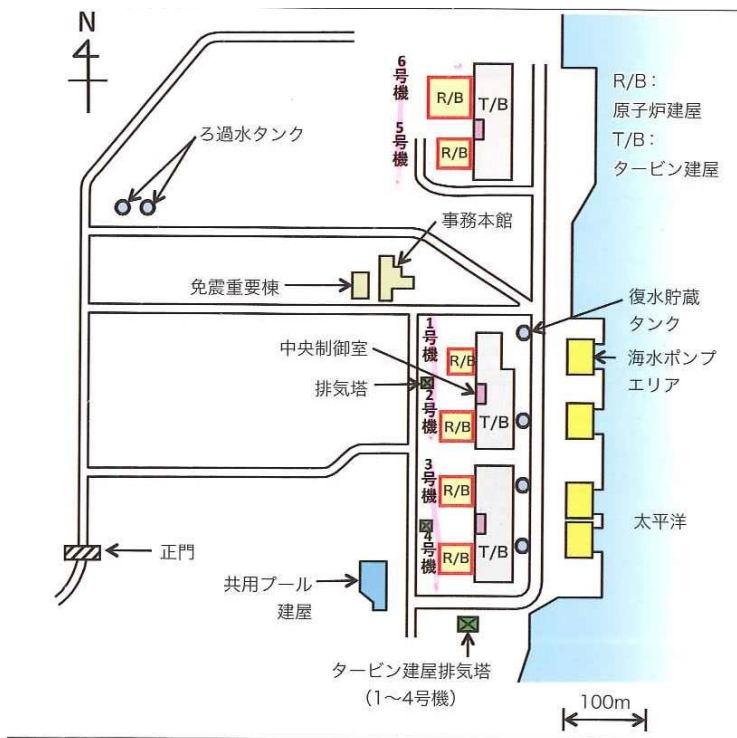 N
6号機
R/B
T/B
5号機
R/B
R/B：
原子炉建屋
T/B：
タービン建屋
ろ過水タンク
事務本館
免震重要棟
復水貯蔵
タンク
1号機
R/B
中央制御室
海水ポンプ
エリア
排気塔
2号機
R/B
T/B
3号機
R/B
太平洋
4号機
R/B
T/B
正門
共用プール
建屋
タービン建屋排気塔
（1〜4号機）
100m